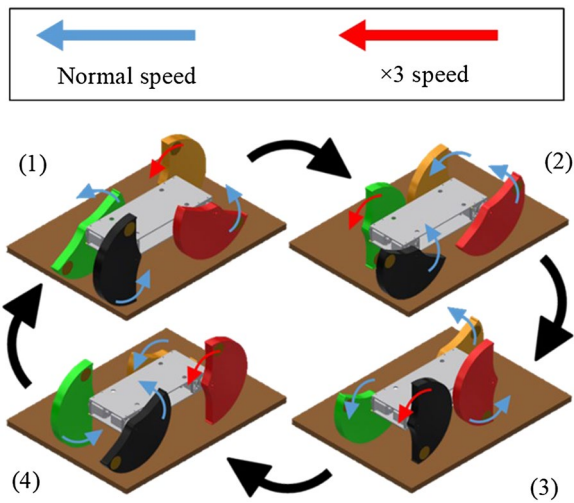 Normal speed
×3 speed
(1)
(2)
(4)
(3)